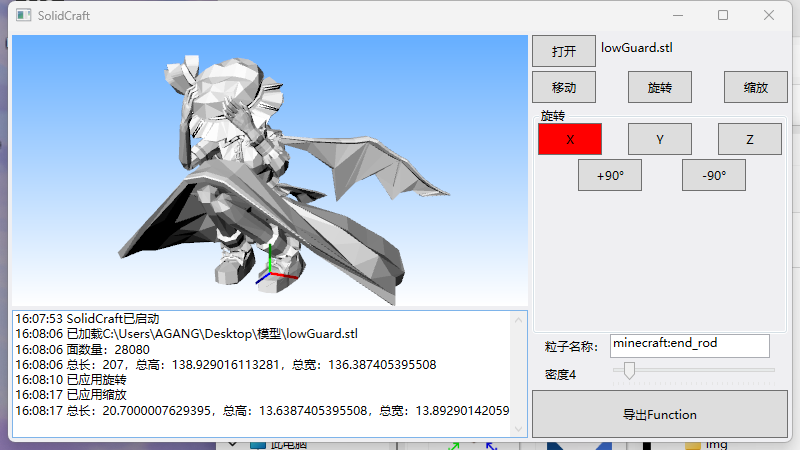 SolidCraft
打开
lowGuard.stl
移动
旋转
缩放
旋转
X
Y
Z
+90°
-90°
16:07:53 SolidCraft已启动
16:08:06 已加载C:\Users\AGANG\Desktop\模型\lowGuard.stl
16:08:06 面数量：28080
16:08:06 总长：207，总高：138.929016113281，总宽：136.387405395508
16:08:10 已应用旋转
16:08:17 已应用缩放
16:08:17 总长：20.7000007629395，总高：13.6387405395508，总宽：13.89290142059
粒子名称：
minecraft:end_rod
密度4
导出Function
此电脑
img